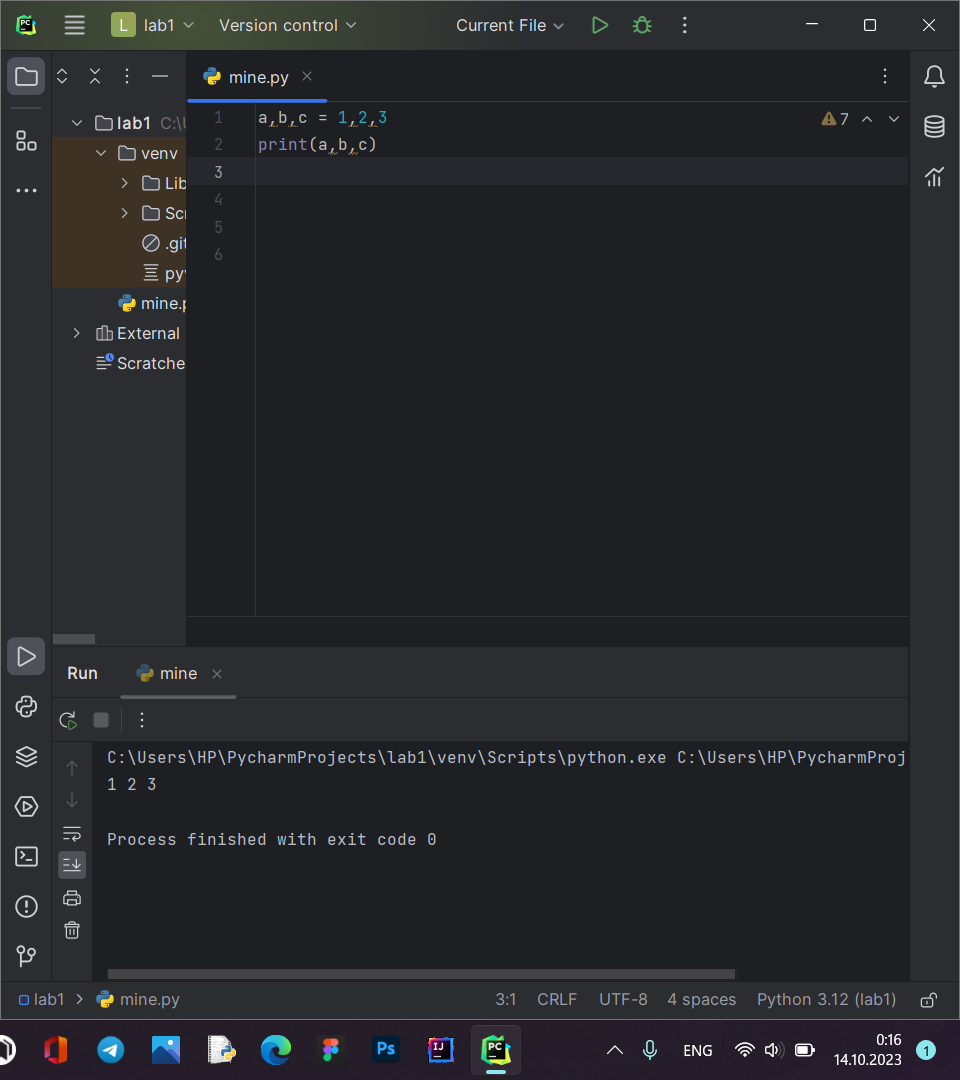 L lab1 Version control Current File
mine.py
lab1 C:\U
venv
Lib
Scr
.git
pyv
mine.p
External
Scratche
1 a,b,c = 1,2,3
2 print(a,b,c)
3
4
5
6
7
Run mine
C:\Users\HP\PycharmProjects\lab1\venv\Scripts\python.exe C:\Users\HP\PycharmProj
1 2 3
Process finished with exit code 0
lab1 > mine.py 3:1 CRLF UTF-8 4 spaces Python 3.12 (lab1)
Ps IJ PC ENG 0:16
14.10.2023 1